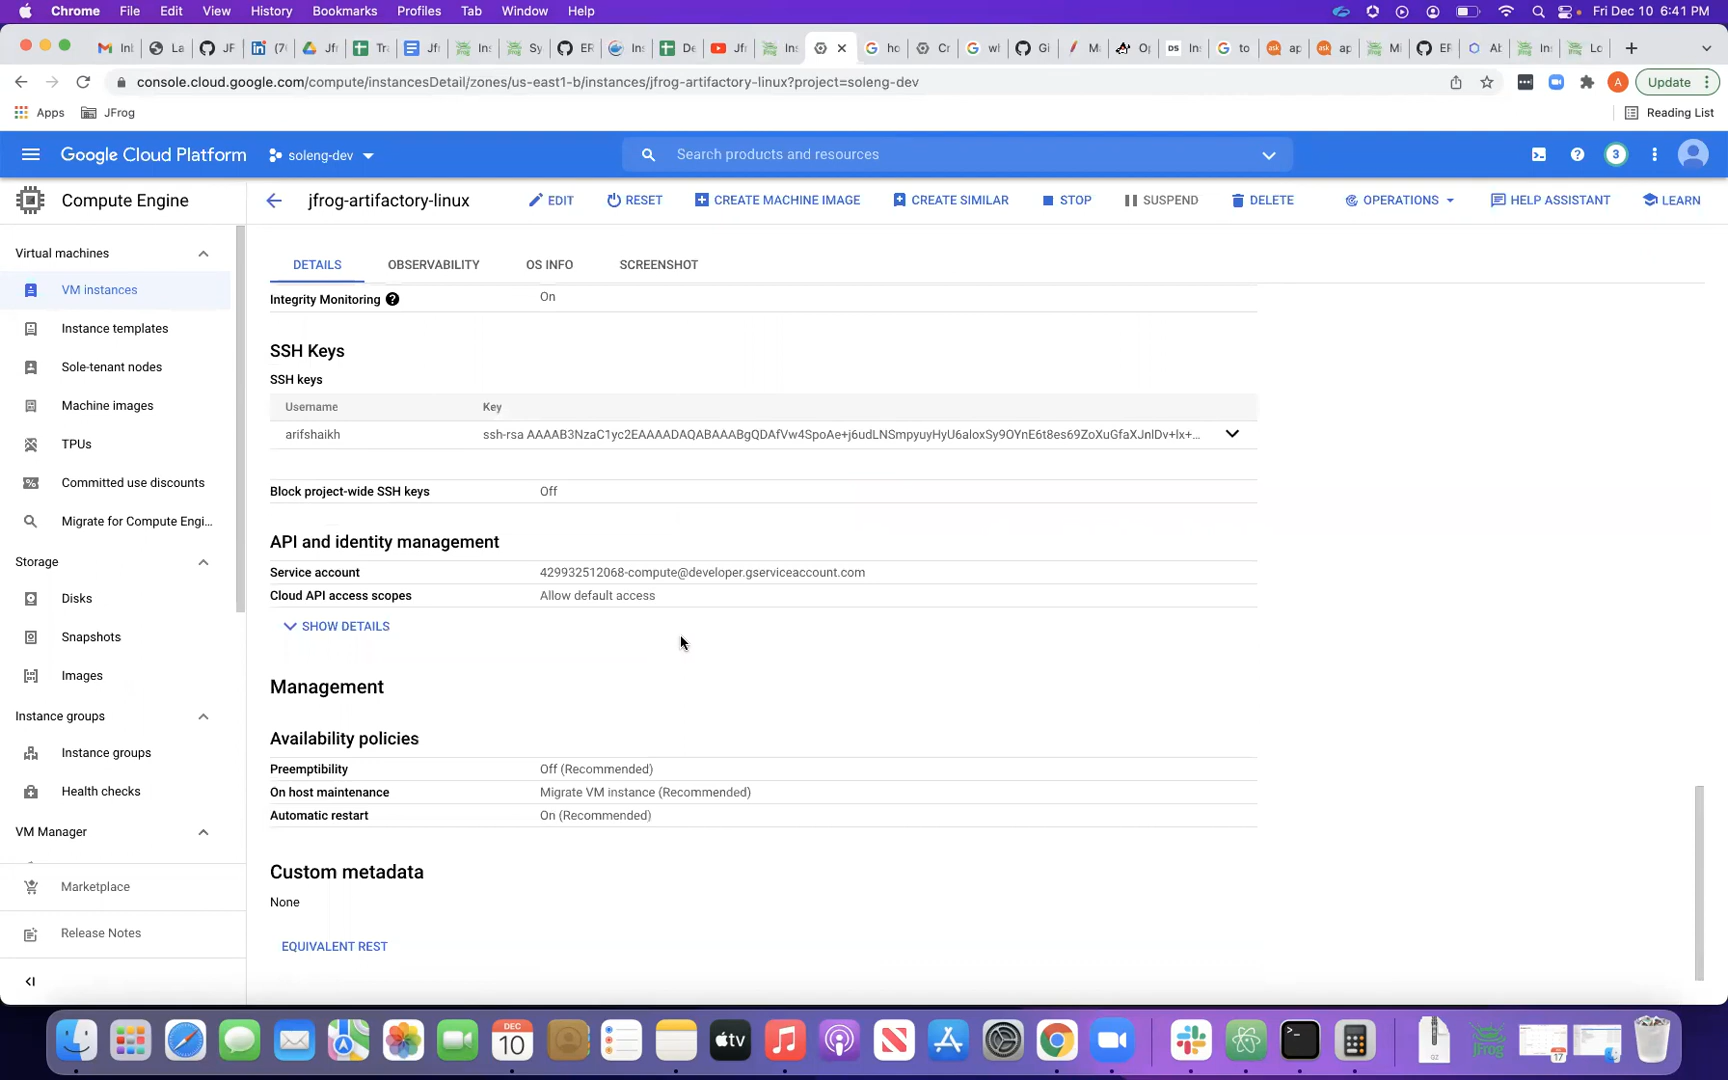 Chrome File Edit View History Bookmarks Profiles Tab Window Help Fri Dec 10 6:41 PM
console.cloud.google.com/compute/instancesDetail/zones/us-east1-b/instances/jfrog-artifactory-linux?project=soleng-dev
Update
Apps JFrog Reading List
Google Cloud Platform soleng-dev Search products and resources 3
Compute Engine
jfrog-artifactory-linux EDIT RESET CREATE MACHINE IMAGE CREATE SIMILAR STOP SUSPEND DELETE OPERATIONS HELP ASSISTANT LEARN
Virtual machines
VM instances
Instance templates
Sole-tenant nodes
Machine images
TPUs
Committed use discounts
Migrate for Compute Engi...
Storage
Disks
Snapshots
Images
Instance groups
Instance groups
Health checks
VM Manager
Marketplace
Release Notes
DETAILS OBSERVABILITY OS INFO SCREENSHOT
Integrity Monitoring On
SSH Keys
SSH keys
Username Key
arifshaikh ssh-rsa AAAAB3NzaC1yc2EAAAADAQABAAABgQDAfVw4SpoAe+j6udLNSmpyuyHyU6aloxSy9OYnE6t8es69ZoXuGfaXJnlDv+lx+...
Block project-wide SSH keys Off
API and identity management
Service account 429932512068-compute@developer.gserviceaccount.com
Cloud API access scopes Allow default access
SHOW DETAILS
Management
Availability policies
Preemptibility Off (Recommended)
On host maintenance Migrate VM instance (Recommended)
Automatic restart On (Recommended)
Custom metadata
None
EQUIVALENT REST